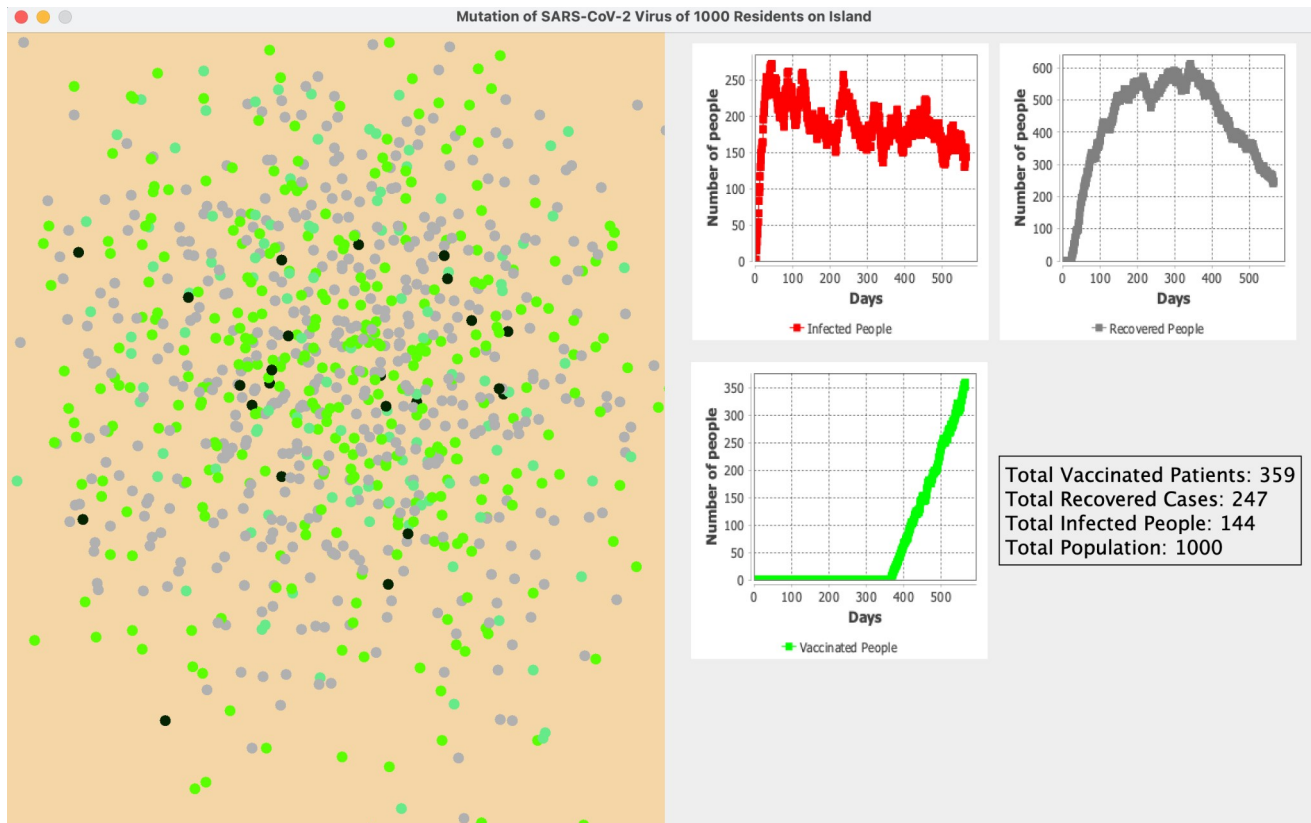 Mutation of SARS-CoV-2 Virus of 1000 Residents on Island
Number of people
250
200
150
100
50
0
0 100 200 300 400 500
Days
Infected People
Number of people
600
500
400
300
200
100
0
0 100 200 300 400 500
Days
Recovered People
Number of people
350
300
250
200
150
100
50
0
0 100 200 300 400 500
Days
Vaccinated People
Total Vaccinated Patients: 359
Total Recovered Cases: 247
Total Infected People: 144
Total Population: 1000